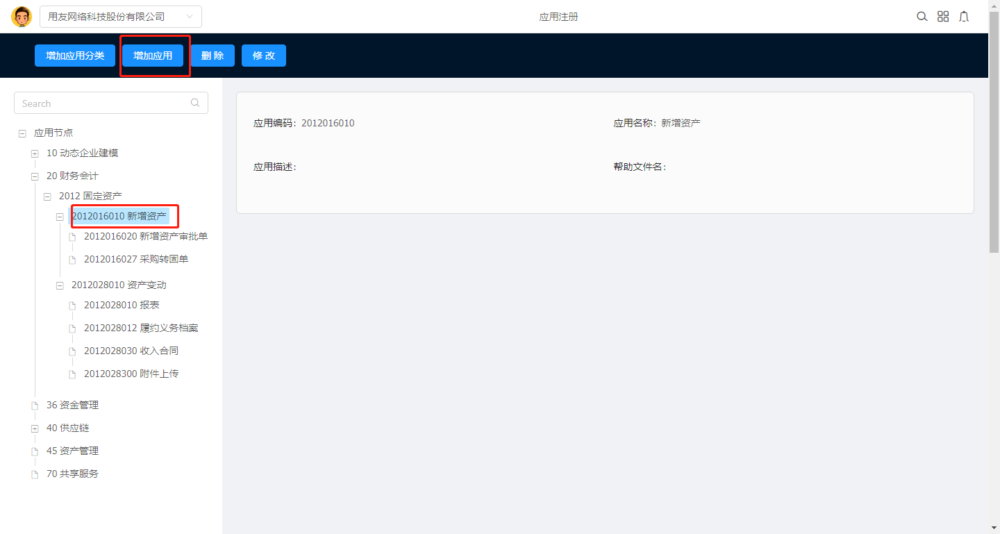 用友网络科技股份有限公司
应用注册
增加应用分类 增加应用 删 除 修 改
Search
应用节点
10 动态企业建模
20 财务会计
2012 固定资产
2012016010 新增资产
2012016020 新增资产审批单
2012016027 采购转固单
2012028010 资产变动
2012028010 报表
2012028012 履约义务档案
2012028030 收入合同
2012028300 附件上传
36 资金管理
40 供应链
45 资产管理
70 共享服务
应用编码：2012016010 应用名称：新增资产
应用描述： 帮助文件名：